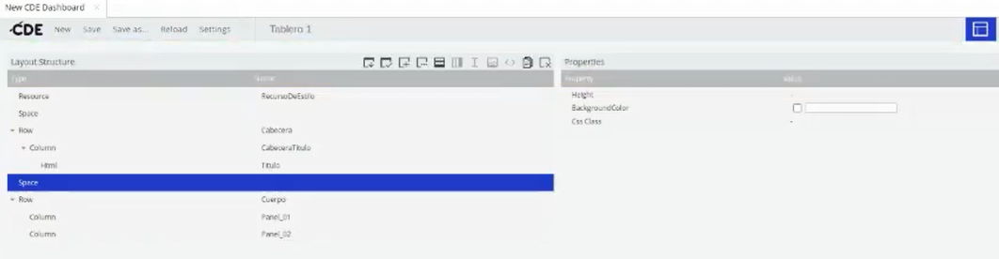 New CDE Dashboard ×
CDE New Save Save as... Reload Settings Tablero 1
Layout Structure
Type Name
Resource RecursoDeEstilo
Space
Row Cabecera
Column CabeceraTitulo
Html Titulo
Space
Row Cuerpo
Column Panel_01
Column Panel_02
Properties
Property Value
Height -
BackgroundColor
Css Class -